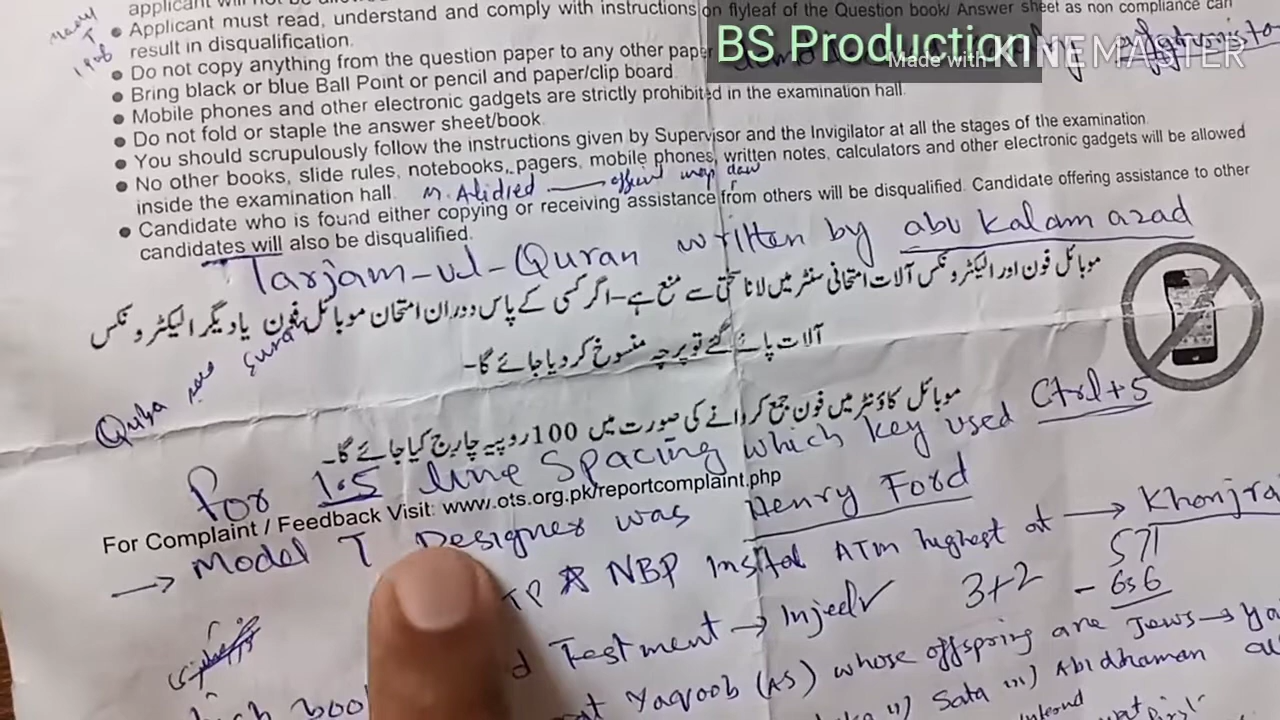 applicant will not be allow
Many
T
1906
• Applicant must read, understand and comply with instructions on flyleaf of the Question book/ Answer sheet as non compliance can
result in disqualification.
• Do not copy anything from the question paper to any other paper
BS Production
Made with KINEMASTER
• Bring black or blue Ball Point or pencil and paper/clip board.
• Mobile phones and other electronic gadgets are strictly prohibited in the examination hall.
• Do not fold or staple the answer sheet/book.
• You should scrupulously follow the instructions given by Supervisor and the Invigilator at all the stages of the examination.
• No other books, slide rules, notebooks, pagers, mobile phones, written notes, calculators and other electronic gadgets will be allowed
inside the examination hall.
• Candidate who is found either copying or receiving assistance from others will be disqualified. Candidate offering assistance to other
candidates will also be disqualified.
Tarjam-ul-Quran written by abu Kalam azad
موبائل فون اور الیکٹرونکس آلات امتحانی سنٹر میں لانا سختی سے منع ہے۔ اگر کسی کے پاس دوران امتحان موبائل فون یا دیگر الیکٹرونکس
آلات پائے گئے تو پرچہ منسوخ کر دیا جائے گا۔
موبائل کاؤنٹر میں فون جمع کروانے کی صورت میں 100 روپیہ چارج کیا جائے گا۔
For 1.5 line Spacing which key used Ctrl+5
For Complaint / Feedback Visit: www.ots.org.pk/reportcomplaint.php
→ Model T Designer was Henry Ford
NBP Instal ATM highest at → Khonjra
571
Testment → Injeel
3+2 - 656
Yaqoob (AS) whose offspring are Jews → Ya
ii) Sata iii) Abidhaman